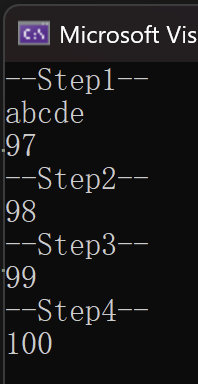 Microsoft Vis
--Step1--
abcde
97
--Step2--
98
--Step3--
99
--Step4--
100